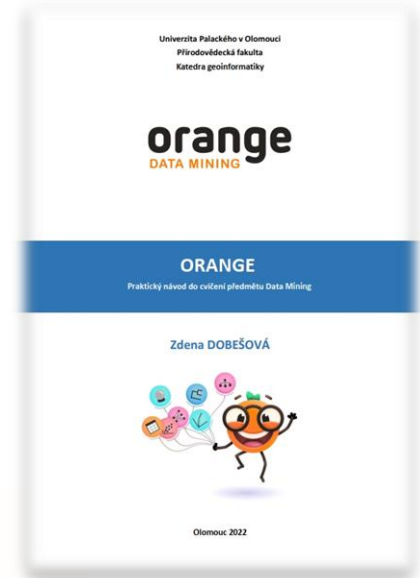 Univerzita Palackého v Olomouci
Přírodovědecká fakulta
Katedra geoinformatiky
orange
DATA MINING
ORANGE
Praktický návod do cvičení předmětu Data Mining
Zdena DOBEŠOVÁ
Olomouc 2022